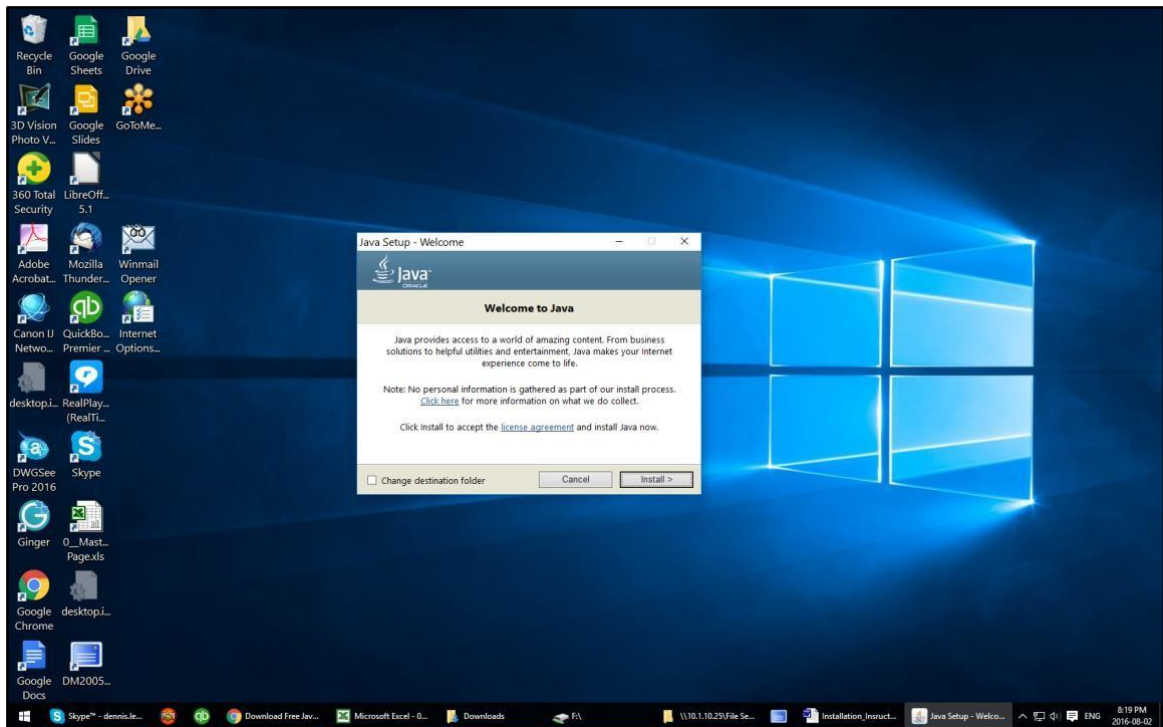 Recycle
Bin
Google
Sheets
Google
Drive
3D Vision
Photo V...
Google
Slides
GoToMe...
360 Total
Security
LibreOff...
5.1
Adobe
Acrobat...
Mozilla
Thunder...
Winmail
Opener
Canon IJ
Netwo...
QuickBo...
Premier ...
Internet
Options...
desktop.i...
RealPlay...
(RealTi...
DWGSee
Pro 2016
Skype
Ginger
0__Mast...
Page.xls
Google
Chrome
desktop.i...
Google
Docs
DM2005...
Java Setup - Welcome
Java
ORACLE
Welcome to Java
Java provides access to a world of amazing content. From business
solutions to helpful utilities and entertainment, Java makes your internet
experience come to life.
Note: No personal information is gathered as part of our install process.
Click here for more information on what we do collect.
Click Install to accept the license agreement and install Java now.
Change destination folder
Cancel
Install >
Skype™ - dennis.le...
Download Free Jav...
Microsoft Excel - 0...
Downloads
F:\
\\10.1.10.25\File Se...
Installation_Insruct...
Java Setup - Welco...
ENG
8:19 PM
2016-08-02